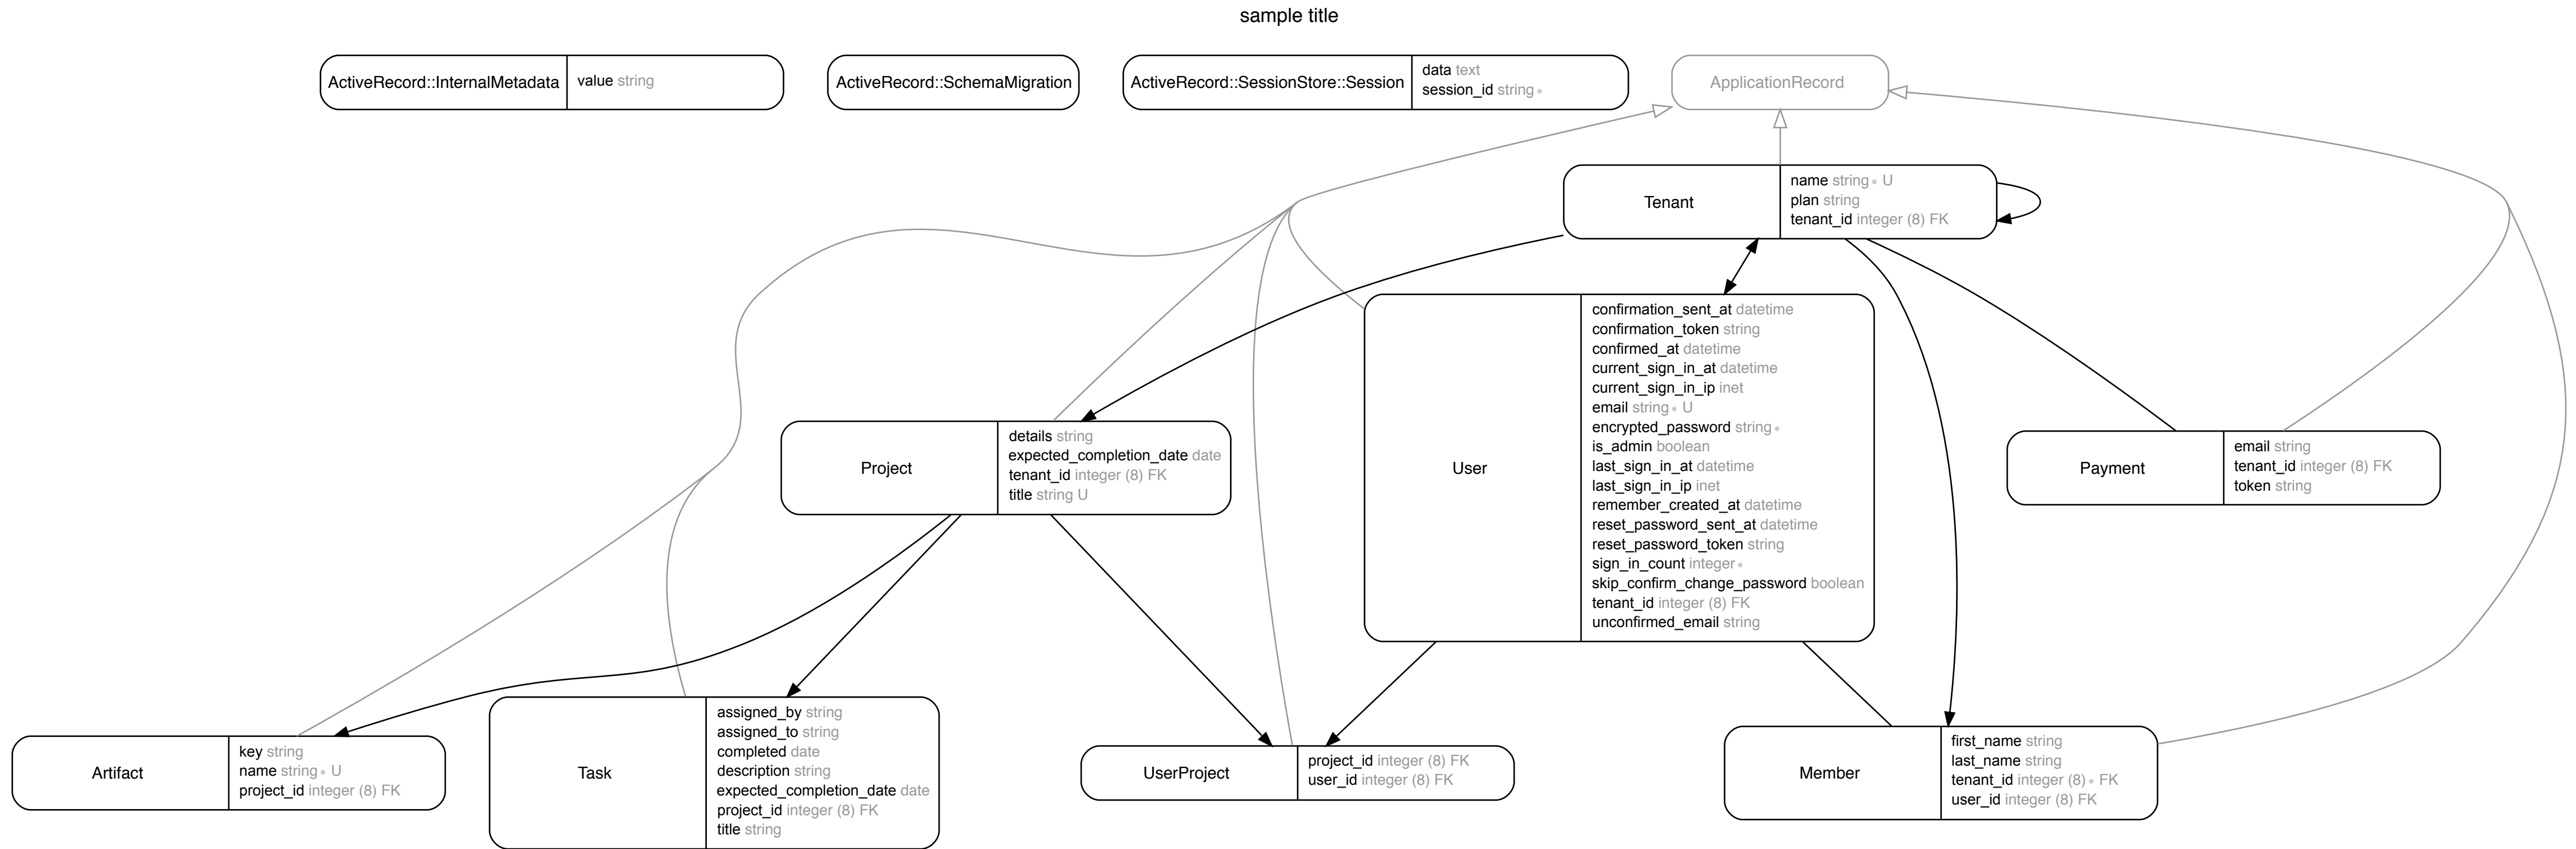 sample title
ActiveRecord::InternalMetadata
value string
ActiveRecord::SchemaMigration
ActiveRecord::SessionStore::Session
data text
session_id string *
ApplicationRecord
Tenant
name string * U
plan string
tenant_id integer (8) FK
Project
details string
expected_completion_date date
tenant_id integer (8) FK
title string U
User
confirmation_sent_at datetime
confirmation_token string
confirmed_at datetime
current_sign_in_at datetime
current_sign_in_ip inet
email string * U
encrypted_password string *
is_admin boolean
last_sign_in_at datetime
last_sign_in_ip inet
remember_created_at datetime
reset_password_sent_at datetime
reset_password_token string
sign_in_count integer *
skip_confirm_change_password boolean
tenant_id integer (8) FK
unconfirmed_email string
Payment
email string
tenant_id integer (8) FK
token string
Artifact
key string
name string * U
project_id integer (8) FK
Task
assigned_by string
assigned_to string
completed date
description string
expected_completion_date date
project_id integer (8) FK
title string
UserProject
project_id integer (8) FK
user_id integer (8) FK
Member
first_name string
last_name string
tenant_id integer (8) * FK
user_id integer (8) FK